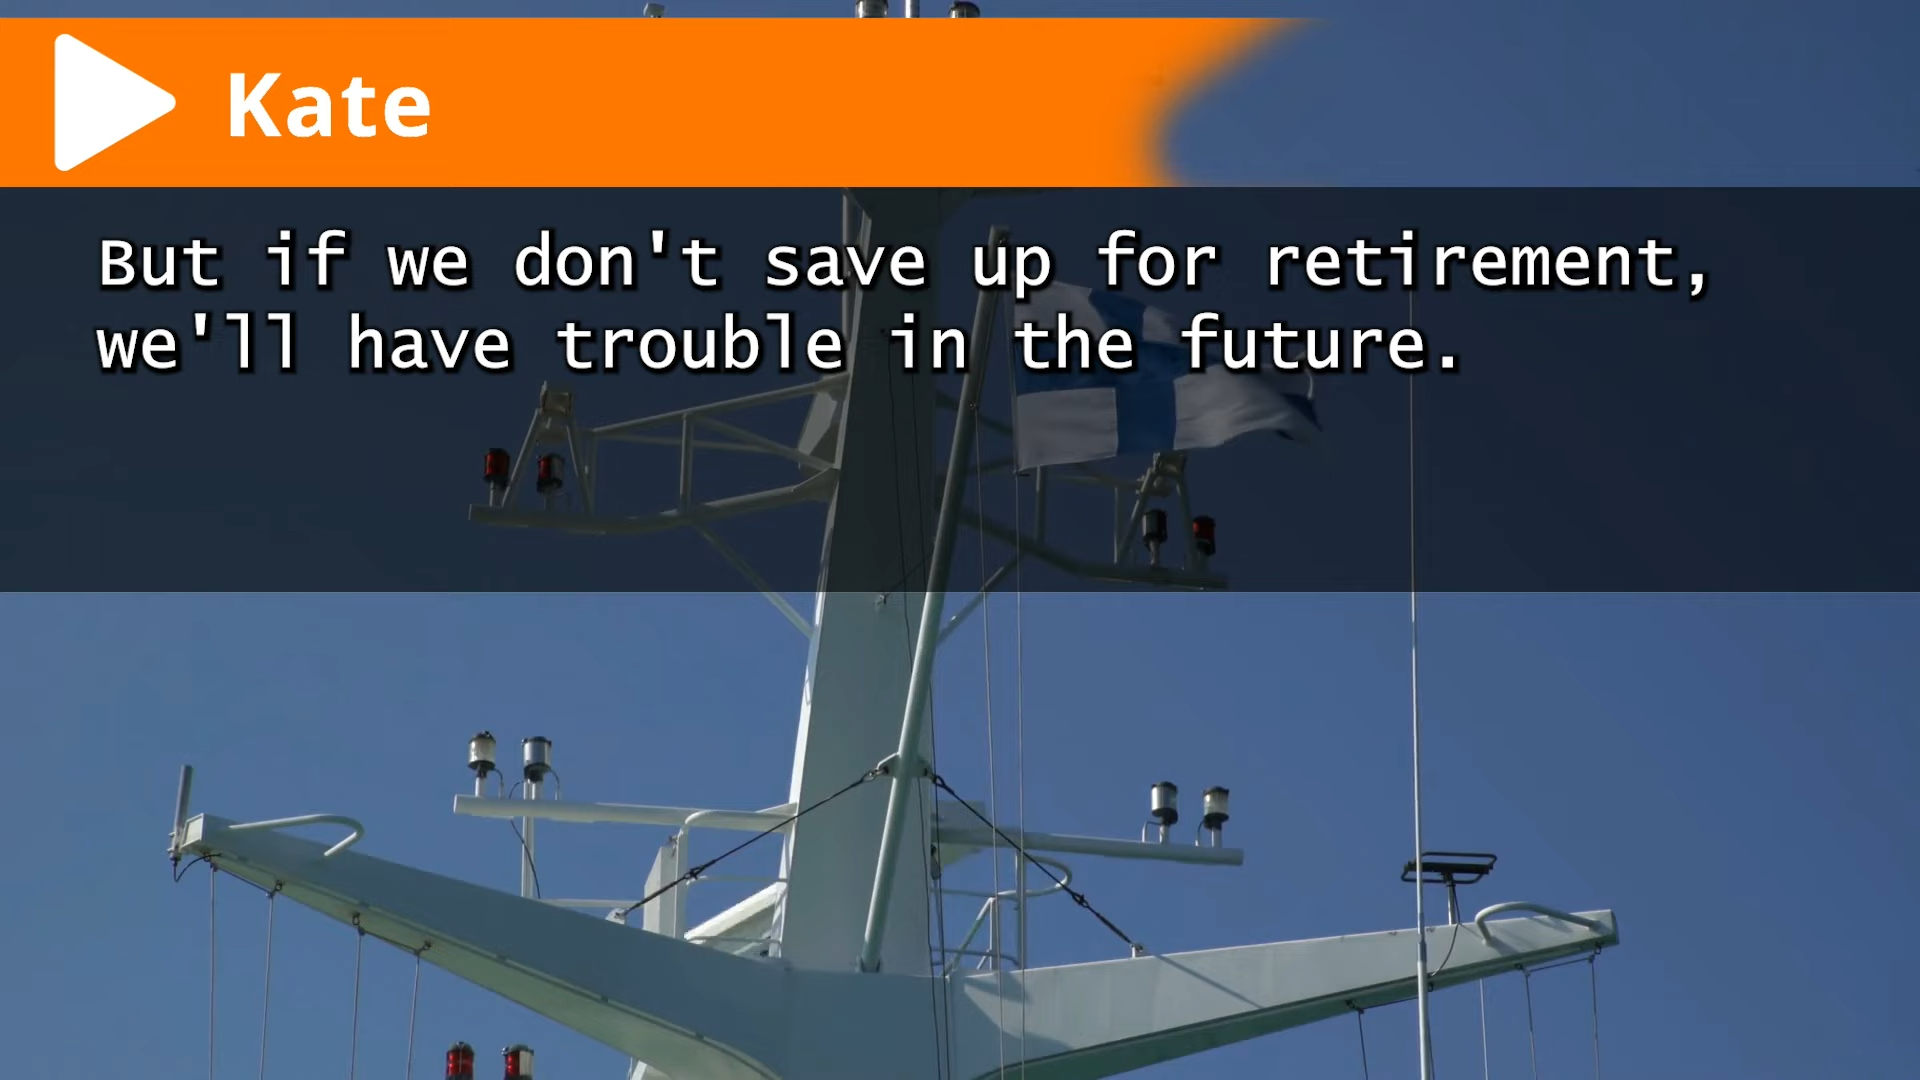 Kate
But if we don't save up for retirement,
we'll have trouble in the future.